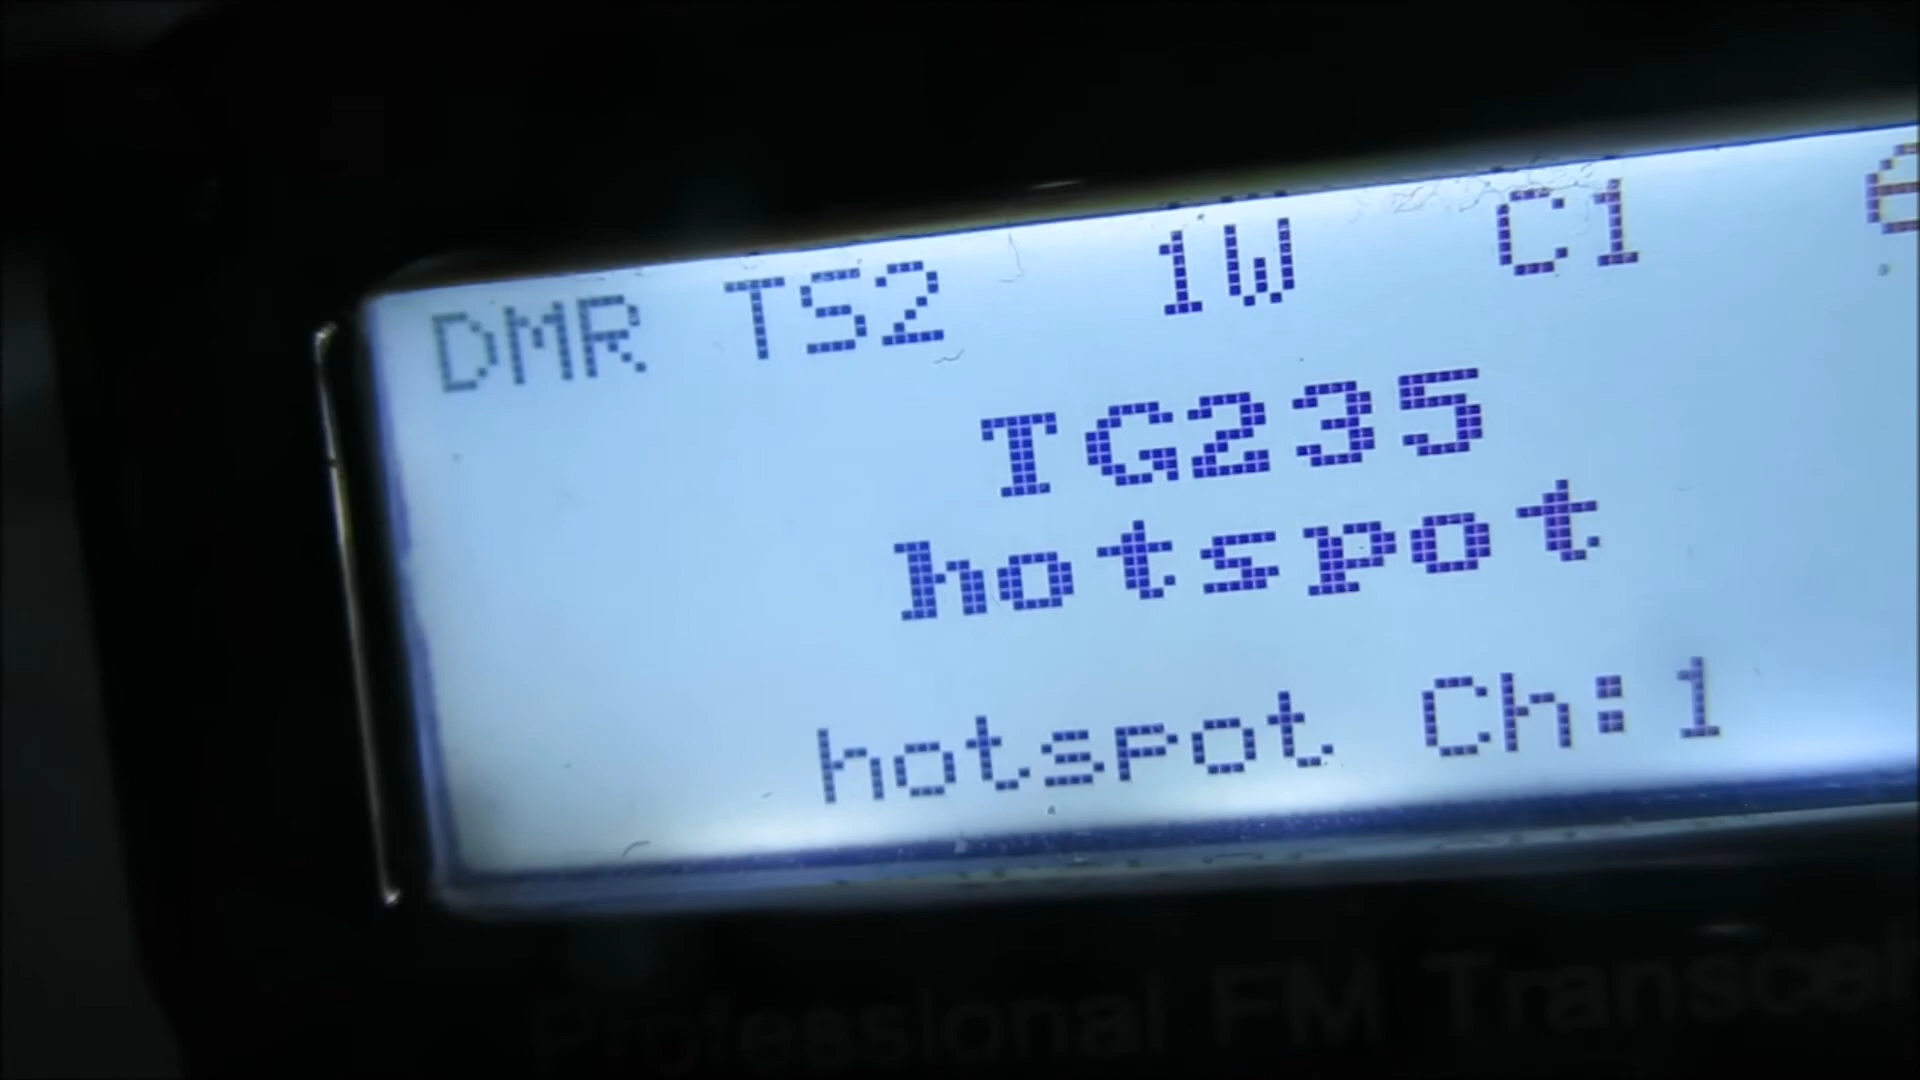 DMR TS2 1W C1
TG235
hotspot
hotspot Ch:1
Professional FM